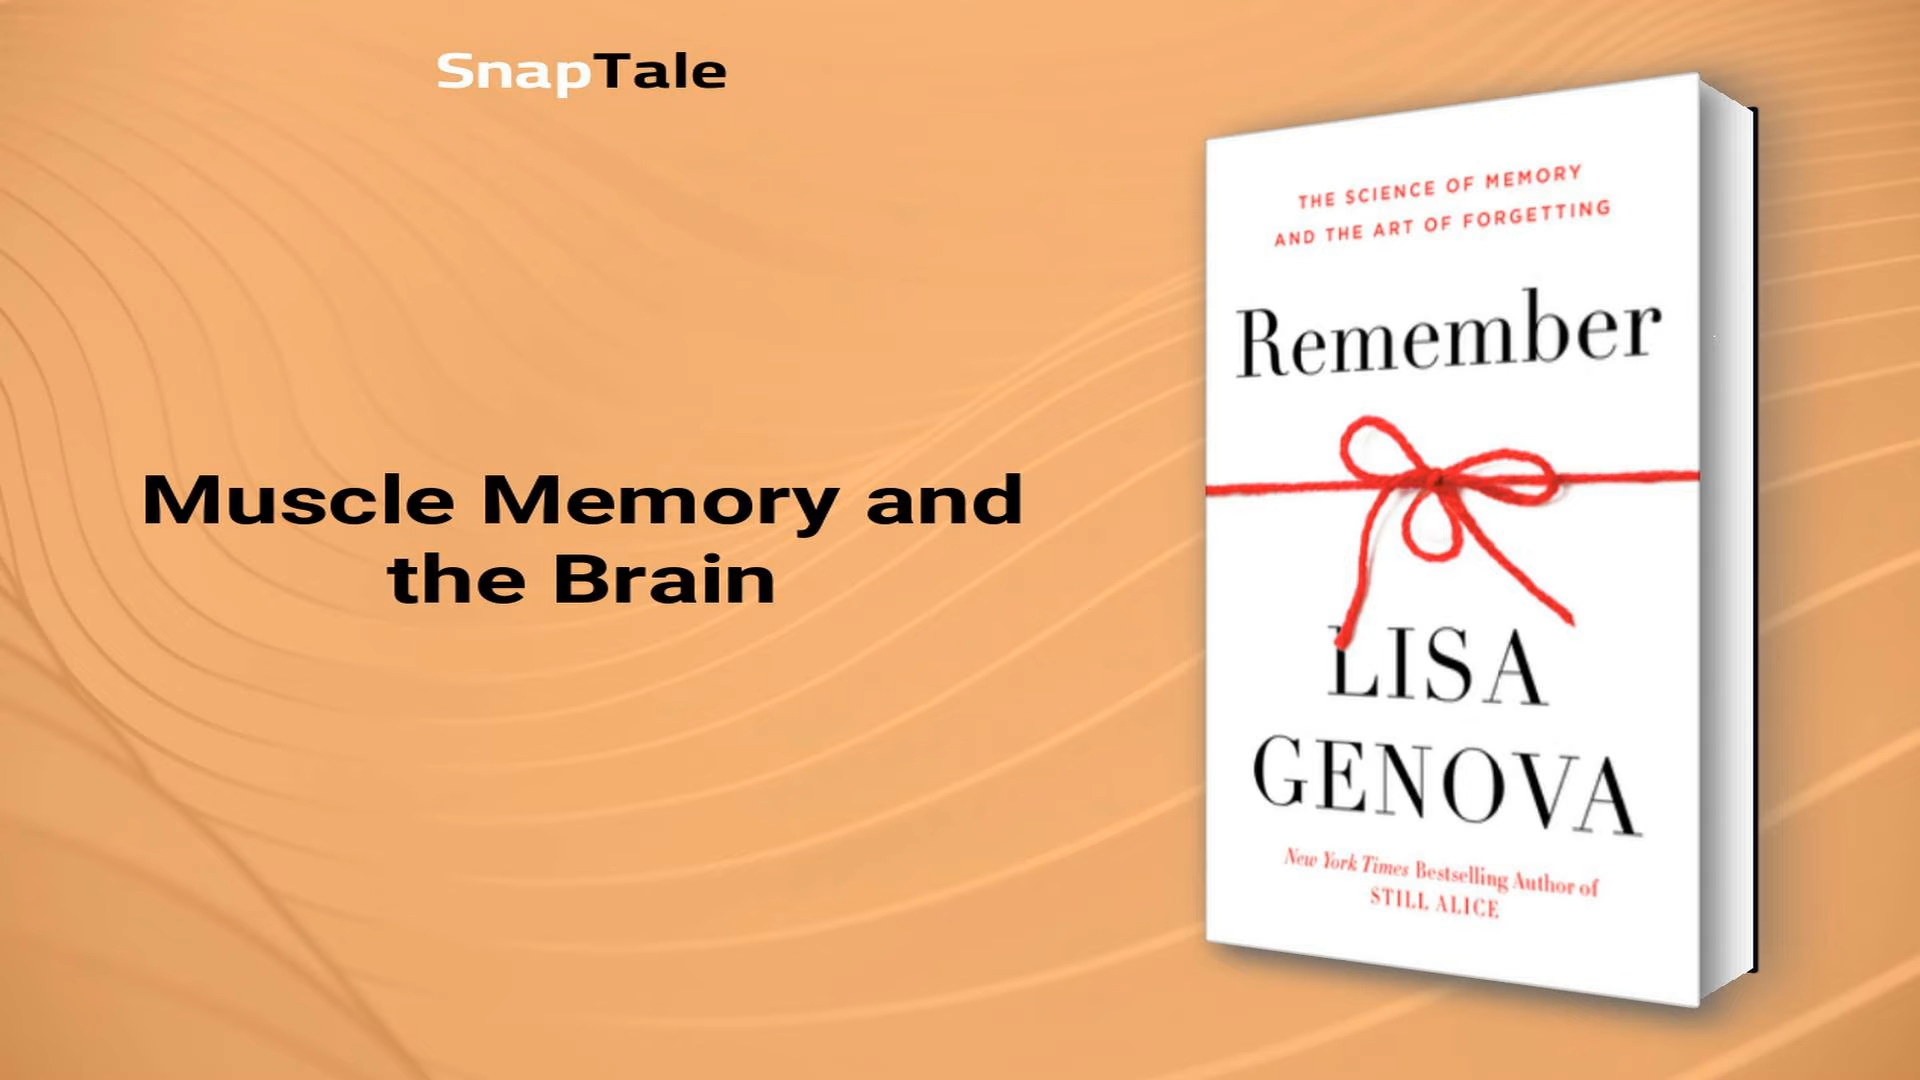 SnapTale
Muscle Memory and
the Brain
THE SCIENCE OF MEMORY
AND THE ART OF FORGETTING
Remember
LISA
GENOVA
New York Times Bestselling Author of
STILL ALICE